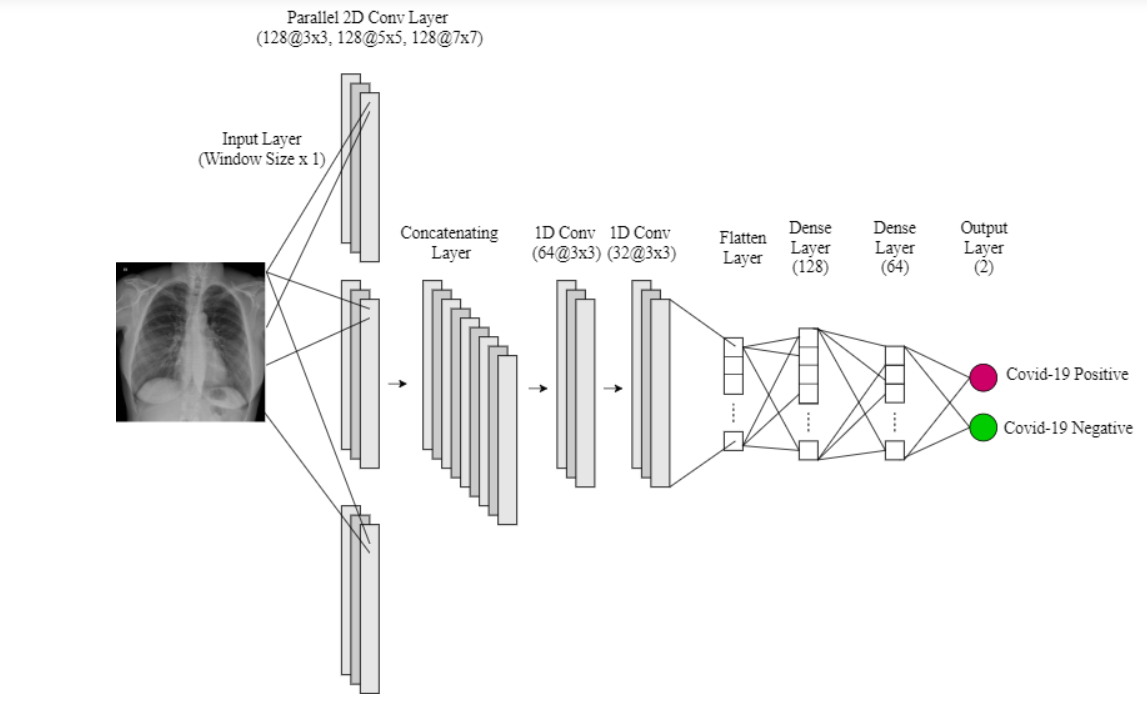 Parallel 2D Conv Layer
(128@3x3, 128@5x5, 128@7x7)
Input Layer
(Window Size x 1)
Concatenating
Layer
1D Conv
(64@3x3)
1D Conv
(32@3x3)
Flatten
Layer
Dense
Layer
(128)
Dense
Layer
(64)
Output
Layer
(2)
Covid-19 Positive
Covid-19 Negative